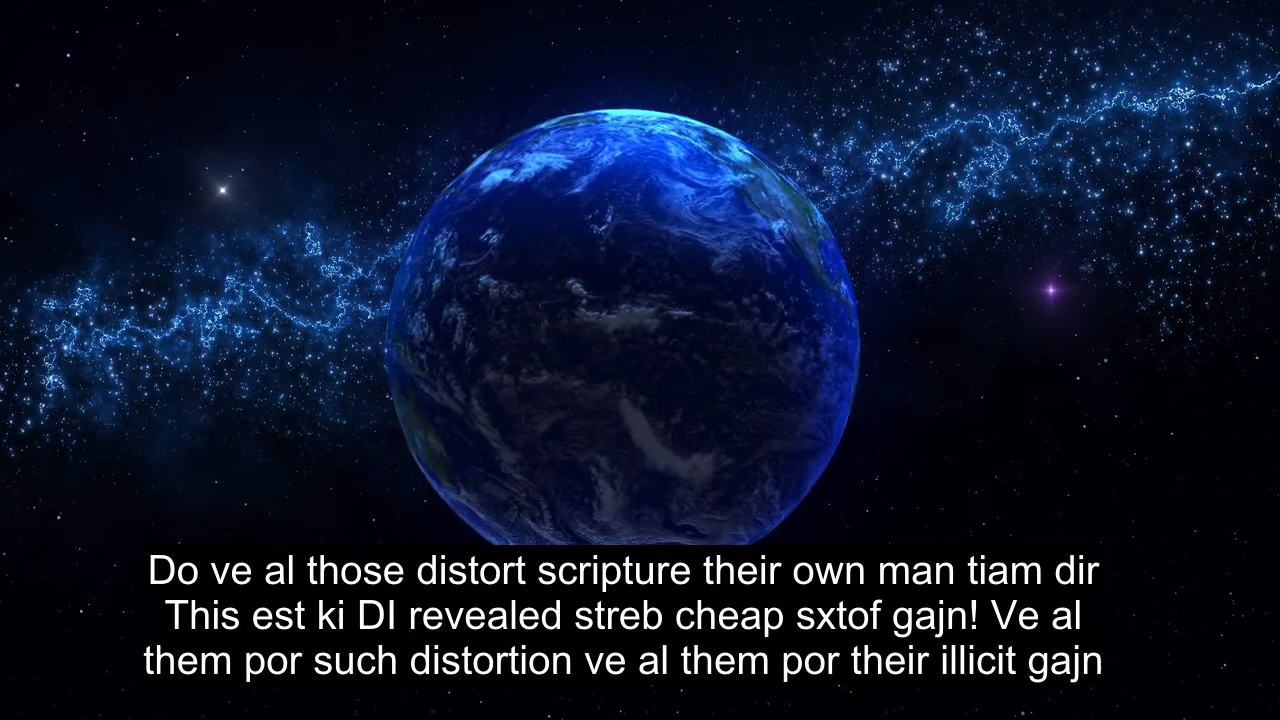 Do ve al those distort scripture their own man tiam dir
This est ki DI revealed streb cheap sxtof gajn! Ve al
them por such distortion ve al them por their illicit gajn